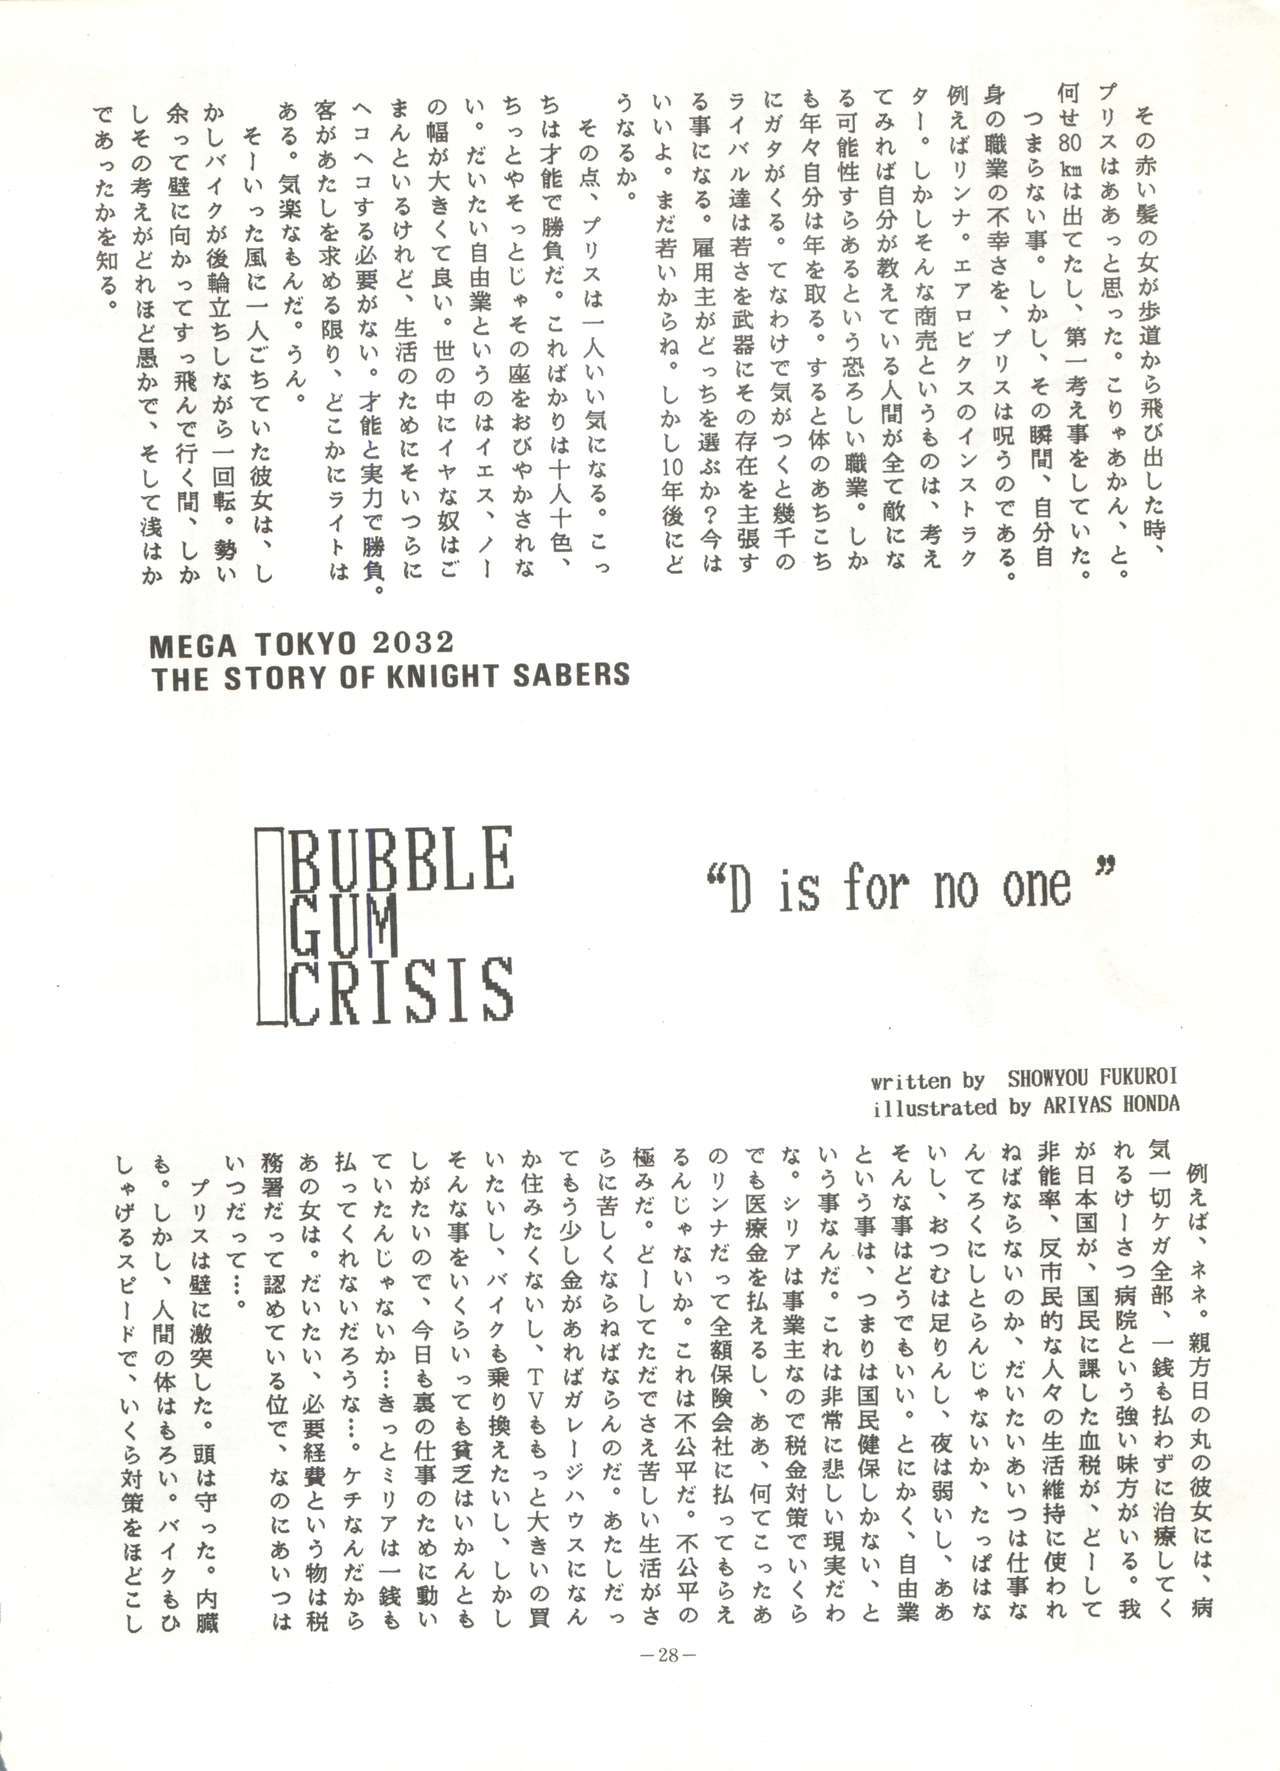 その赤い髪の女が歩道から飛び出した時、
プリスはああっと思った。こりゃあかん、と。
何せ80kmは出てたし、第一考え事をしていた。
　つまらない事。しかし、その瞬間、自分自
身の職業の不幸さを、プリスは呪うのである。
例えばリンナ。エアロビクスのインストラク
ター。しかしそんな商売というものは、考え
てみれば自分が教えている人間が全て敵にな
る可能性すらあるという恐ろしい職業。しか
も年々自分は年を取る。すると体のあちこち
にガタがくる。てなわけで気がつくと幾千の
ライバル達は若さを武器にその存在を主張す
る事になる。雇用主がどっちを選ぶか？今は
いいよ。まだ若いからね。しかし10年後にど
うなるか。
　その点、プリスは一人いい気になる。こっ
ちは才能で勝負だ。こればかりは十人十色、
ちっとやそっとじゃその座をおびやかされな
い。だいたい自由業というのはイエス、ノー
の幅が大きくて良い。世の中にイヤな奴はご
まんといるけれど、生活のためにそいつらに
ヘコヘコする必要がない。才能と実力で勝負。
客があたしを求める限り、どこかにライトは
ある。気楽なもんだ。うん。
　そーいった風に一人ごちていた彼女は、し
かしバイクが後輪立ちしながら一回転。勢い
余って壁に向かってすっ飛んで行く間、しか
しその考えがどれほど愚かで、そして浅はか
であったかを知る。
MEGA TOKYO 2032
THE STORY OF KNIGHT SABERS
BUBBLE
GUM
CRISIS
“D is for no one”
written by SHOWYOU FUKUROI
illustrated by ARIYAS HONDA
　例えば、ネネ。親方日の丸の彼女には、病
気一切ケガ全部、一銭も払わずに治療してく
れるけーさつ病院という強い味方がいる。我
が日本国が、国民に課した血税が、どーして
非能率、反市民的な人々の生活維持に使われ
ねばならないのか、だいたいあいつは仕事な
んてろくにしとらんじゃないか、たっぱはな
いし、おつむは足りんし、夜は弱いし、ああ
そんな事はどうでもいい。とにかく、自由業
という事は、つまりは国民健保しかない、と
いう事なんだ。これは非常に悲しい現実だわ
な。シリアは事業主なので税金対策でいくら
でも医療金を払えるし、ああ、何てこったあ
のリンナだって全額保険会社に払ってもらえ
るんじゃないか。これは不公平だ。不公平の
極みだ。どーしてただでさえ苦しい生活がさ
らに苦しくならねばならんのだ。あたしだっ
てもう少し金があればガレージハウスになん
か住みたくないし、TVももっと大きいの買
いたいし、バイクも乗り換えたいし、しかし
そんな事をいくらいっても貧乏はいかんとも
しがたいので、今日も裏の仕事のために動い
ていたんじゃないか…きっとミリアは一銭も
払ってくれないだろうな…。ケチなんだから
あの女は。だいたい、必要経費という物は税
務署だって認めている位で、なのにあいつは
いつだって…。
　プリスは壁に激突した。頭は守った。内臓
も。しかし、人間の体はもろい。バイクもひ
しゃげるスピードで、いくら対策をほどこし
－28－